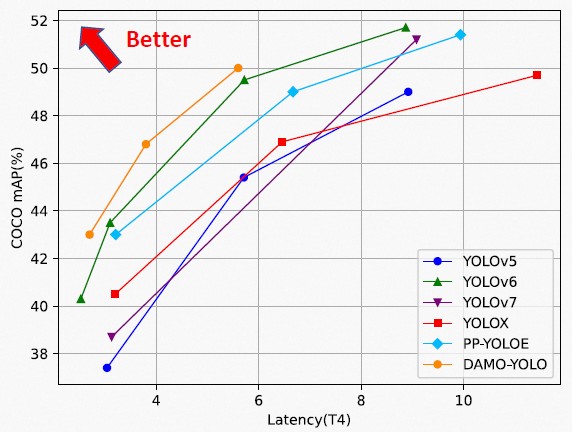 Better
COCO mAP(%)
52
50
48
46
44
42
40
38
4 6 8 10
Latency(T4)
YOLOv5
YOLOv6
YOLOv7
YOLOX
PP-YOLOE
DAMO-YOLO